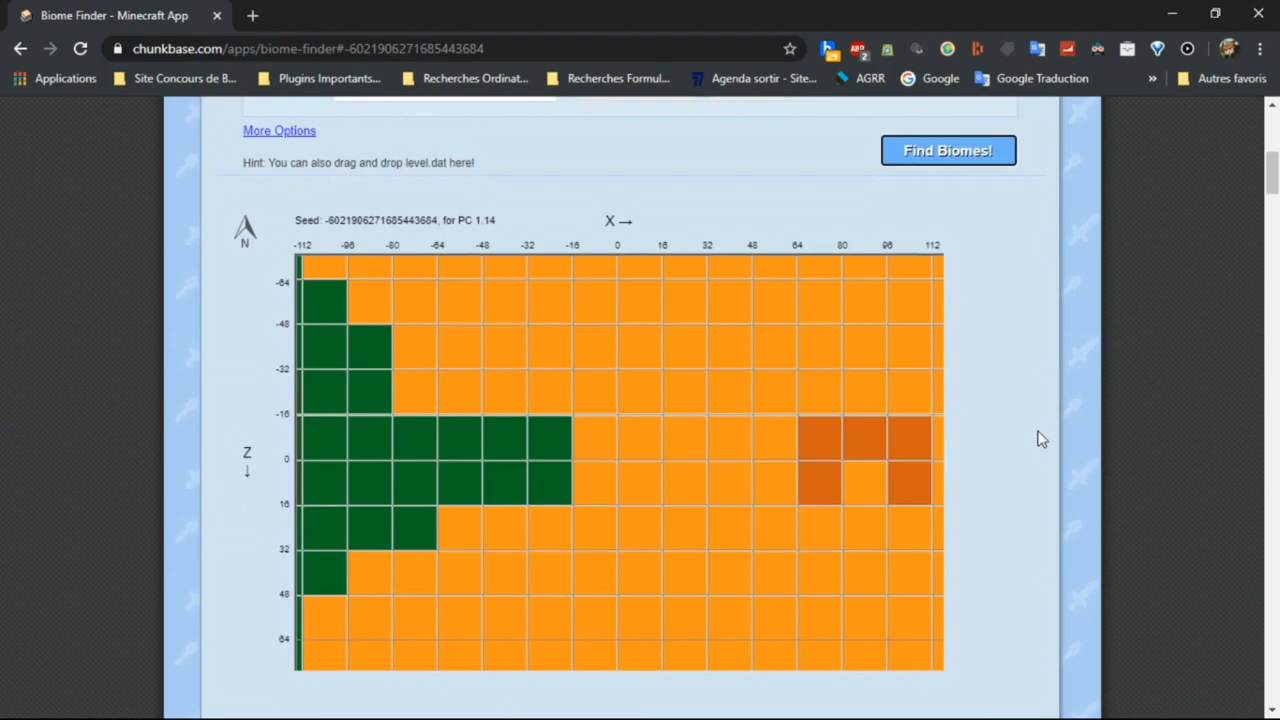 Biome Finder - Minecraft App
chunkbase.com/apps/biome-finder#-6021906271685443684
Applications Site Concours de B... Plugins Importants... Recherches Ordinat... Recherches Formul... Agenda sortir - Site... AGRR Google Google Traduction » Autres favoris
More Options
Find Biomes!
Hint: You can also drag and drop level.dat here!
Seed: -6021906271685443684, for PC 1.14
X →
N
-112 -96 -80 -64 -48 -32 -16 0 16 32 48 64 80 96 112
-64
-48
-32
-16
Z
0
16
32
48
64